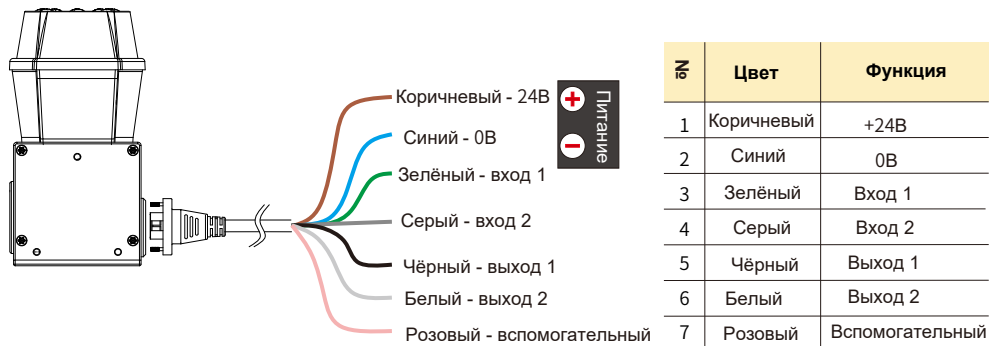 Коричневый - 24В
Синий - 0В
Зелёный - вход 1
Серый - вход 2
Чёрный - выход 1
Белый - выход 2
Розовый - вспомогательный
Питание
№ Цвет Функция
1 Коричневый +24В
2 Синий 0В
3 Зелёный Вход 1
4 Серый Вход 2
5 Чёрный Выход 1
6 Белый Выход 2
7 Розовый Вспомогательный